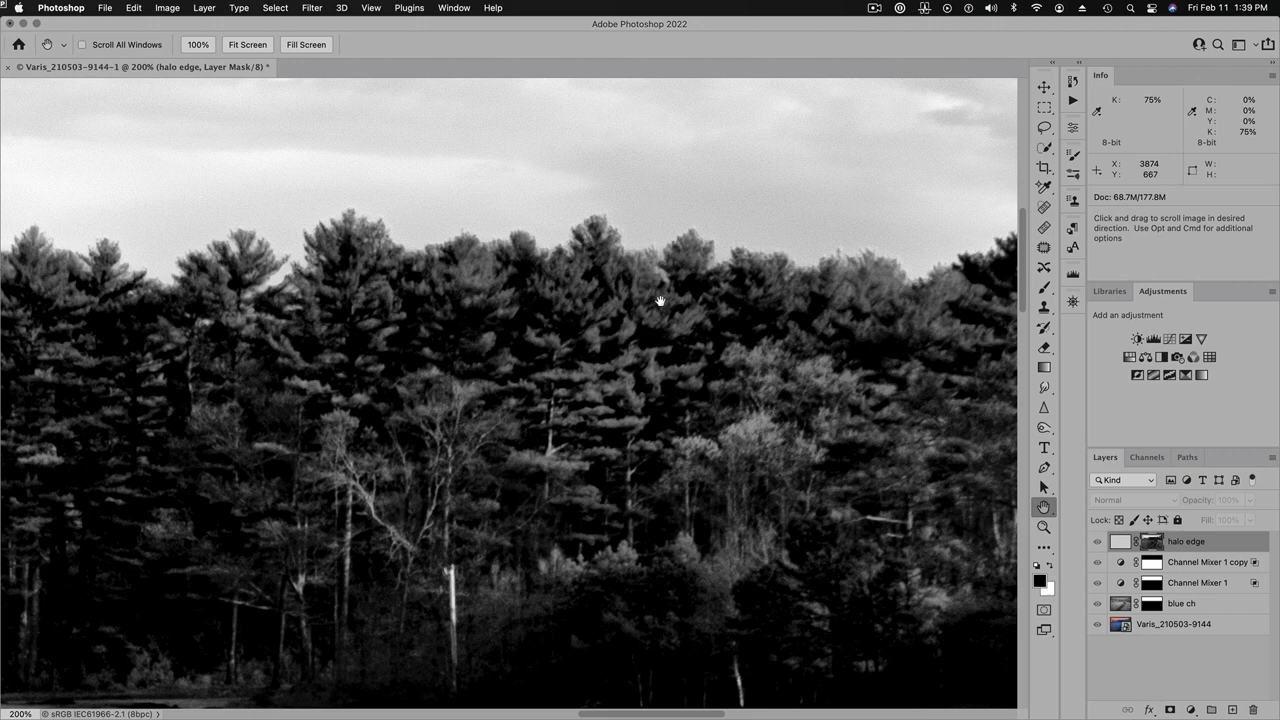 Photoshop File Edit Image Layer Type Select Filter 3D View Plugins Window Help Fri Feb 11 1:39 PM
Adobe Photoshop 2022
Scroll All Windows 100% Fit Screen Fill Screen
× © Varis_210503-9144-1 @ 200% (halo edge, Layer Mask/8) *
Info
K: 75% C: 0%
M: 0%
Y: 0%
K: 75%
8-bit 8-bit
X: 3874 W:
Y: 667 H:
Doc: 68.7M/177.8M
Click and drag to scroll image in desired
direction. Use Opt and Cmd for additional
options
Libraries Adjustments
Add an adjustment
Layers Channels Paths
Kind
Normal Opacity: 100%
Lock: Fill: 100%
halo edge
Channel Mixer 1 copy
Channel Mixer 1
blue ch
Varis_210503-9144
200% © sRGB IEC61966-2.1 (8bpc)